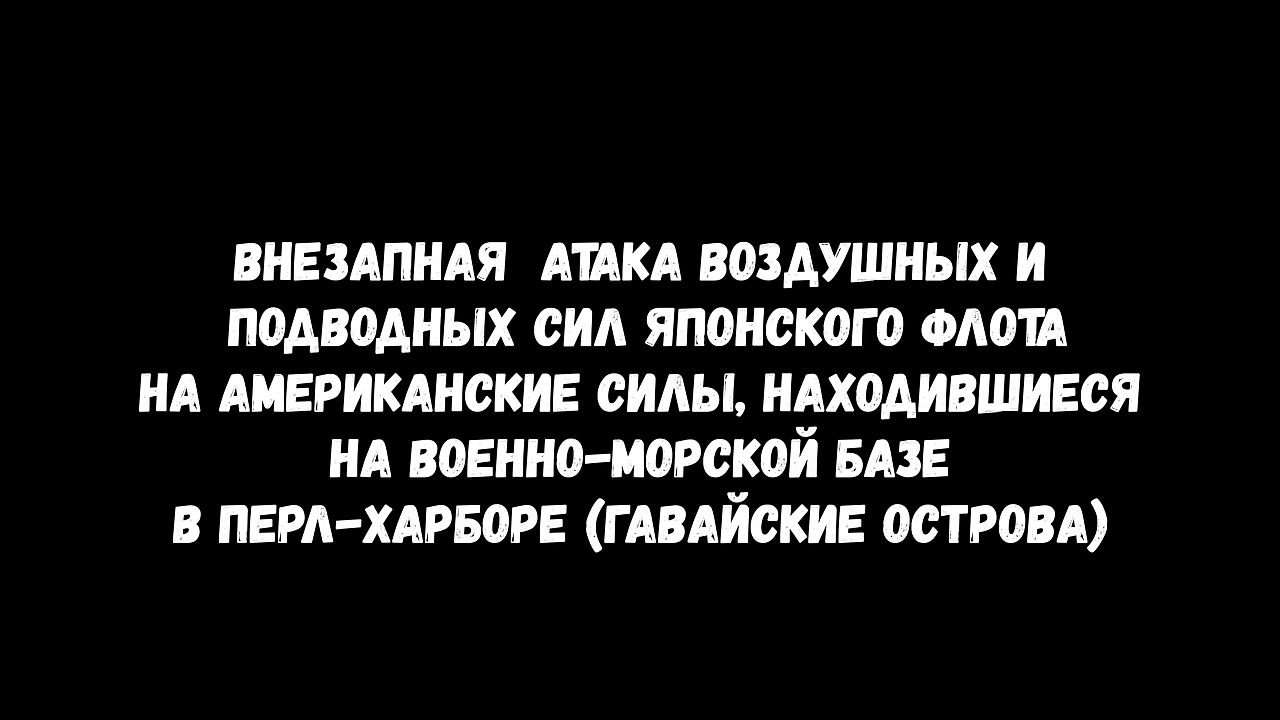 ВНЕЗАПНАЯ АТАКА ВОЗДУШНЫХ И
ПОДВОДНЫХ СИЛ ЯПОНСКОГО ФЛОТА
НА АМЕРИКАНСКИЕ СИЛЫ, НАХОДИВШИЕСЯ
НА ВОЕННО-МОРСКОЙ БАЗЕ
В ПЕРЛ-ХАРБОРЕ (ГАВАЙСКИЕ ОСТРОВА)